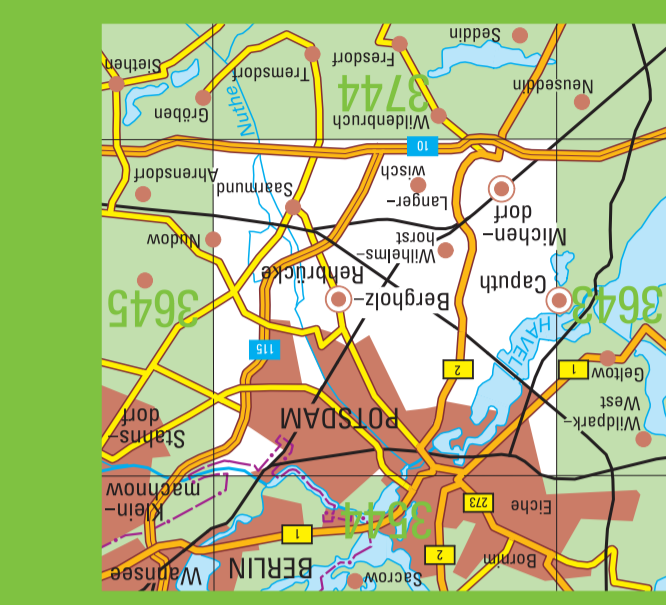 Sacrow
BERLIN
Wannsee
Bornim
2
1
3544
Eiche
273
Klein-
machnow
Wildpark-
West
POTSDAM
Stahns-
dorf
Geltow
1
2
115
HAVEL
3643
Caputh
Bergholz-
Rehbrücke
3645
Wilhelms-
horst
Michen-
dorf
Nudow
Langer-
wisch
Saarmund
Ahrensdorf
10
Wildenbruch
3744
Nuthe
Gröben
Neuseddin
Fresdorf
Tremsdorf
Siethen
Seddin